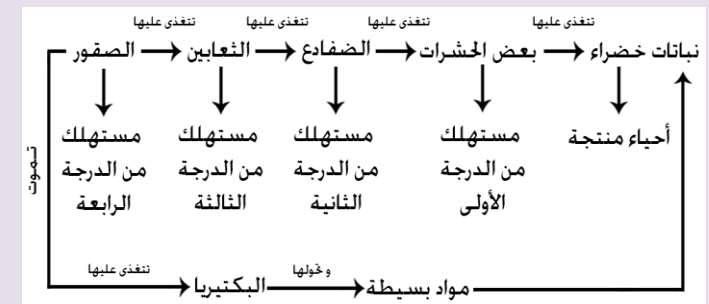 تتغذى عليها تتغذى عليها تتغذى عليها تتغذى عليها
نباتات خضراء بعض الحشرات الضفادع الثعابين الصقور
أحياء منتجة
مستهلك من الدرجة الأولى
مستهلك من الدرجة الثانية
مستهلك من الدرجة الثالثة
مستهلك من الدرجة الرابعة
تموت
تتغذى عليها وتحولها
البكتيريا مواد بسيطة